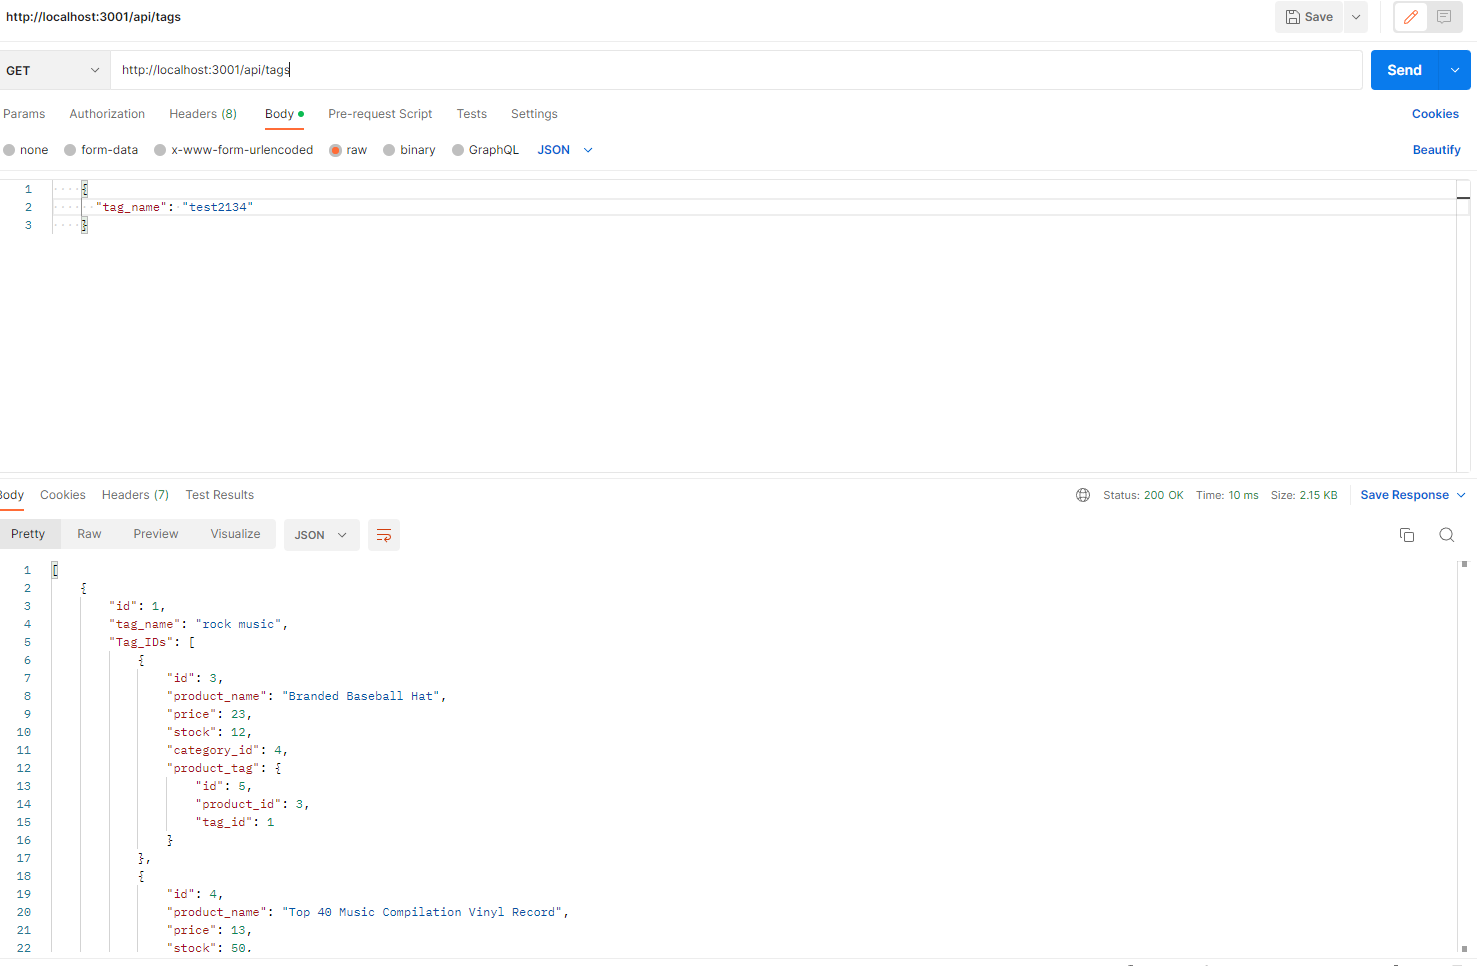 http://localhost:3001/api/tags
Save
GET http://localhost:3001/api/tags Send
Params Authorization Headers (8) Body Pre-request Script Tests Settings Cookies
none form-data x-www-form-urlencoded raw binary GraphQL JSON Beautify
1 {
2 "tag_name": "test2134"
3 }
Body Cookies Headers (7) Test Results Status: 200 OK Time: 10 ms Size: 2.15 KB Save Response
Pretty Raw Preview Visualize JSON
1 [
2 {
3 "id": 1,
4 "tag_name": "rock music",
5 "Tag_IDs": [
6 {
7 "id": 3,
8 "product_name": "Branded Baseball Hat",
9 "price": 23,
10 "stock": 12,
11 "category_id": 4,
12 "product_tag": {
13 "id": 5,
14 "product_id": 3,
15 "tag_id": 1
16 }
17 },
18 {
19 "id": 4,
20 "product_name": "Top 40 Music Compilation Vinyl Record",
21 "price": 13,
22 "stock": 50,